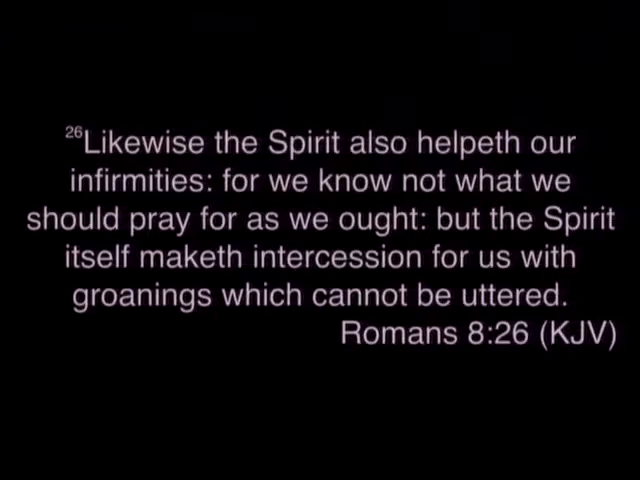 26Likewise the Spirit also helpeth our
infirmities: for we know not what we
should pray for as we ought: but the Spirit
itself maketh intercession for us with
groanings which cannot be uttered.
Romans 8:26 (KJV)